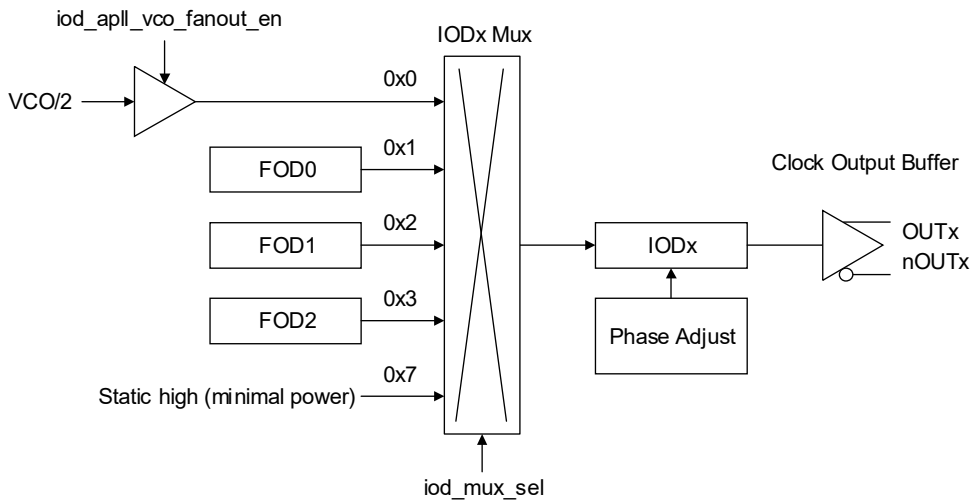 iod_apll_vco_fanout_en
IODx Mux
VCO/2
0x0
0x1
FOD0
Clock Output Buffer
0x2
FOD1
IODx
OUTx
nOUTx
0x3
FOD2
Phase Adjust
0x7
Static high (minimal power)
iod_mux_sel